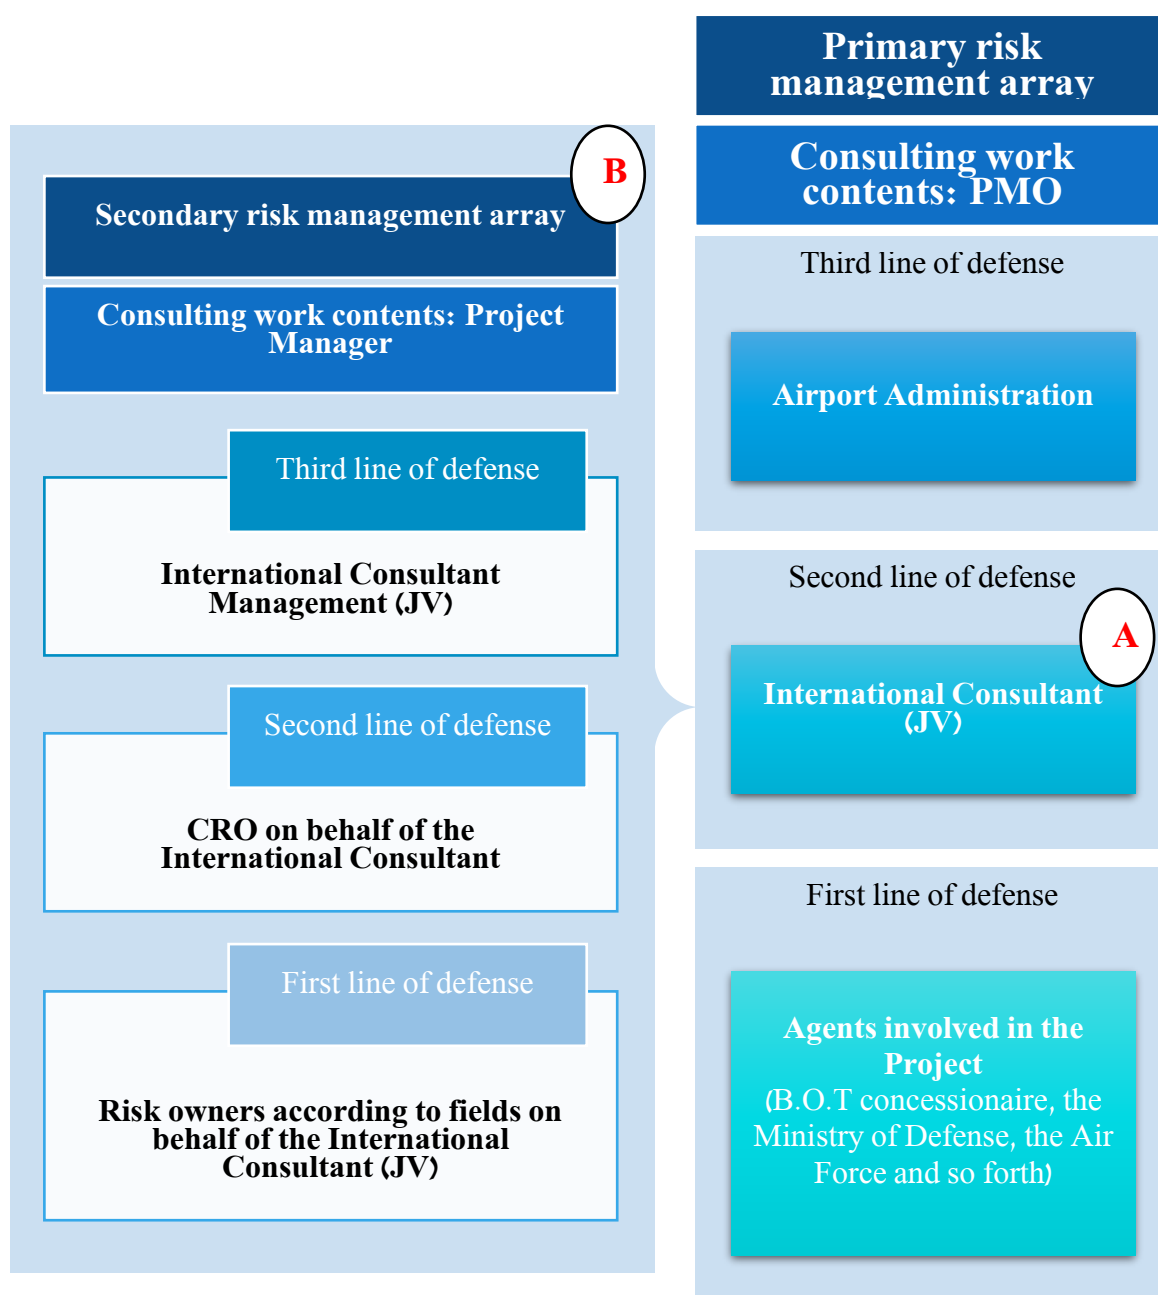 Primary risk
management array
Consulting work
contents: PMO
Third line of defense
Airport Administration
Second line of defense
A
International Consultant
(JV)
First line of defense
Agents involved in the
Project
(B.O.T concessionaire, the
Ministry of Defense, the Air
Force and so forth)
B
Secondary risk management array
Consulting work contents: Project
Manager
Third line of defense
International Consultant
Management (JV)
Second line of defense
CRO on behalf of the
International Consultant
First line of defense
Risk owners according to fields on
behalf of the International
Consultant (JV)